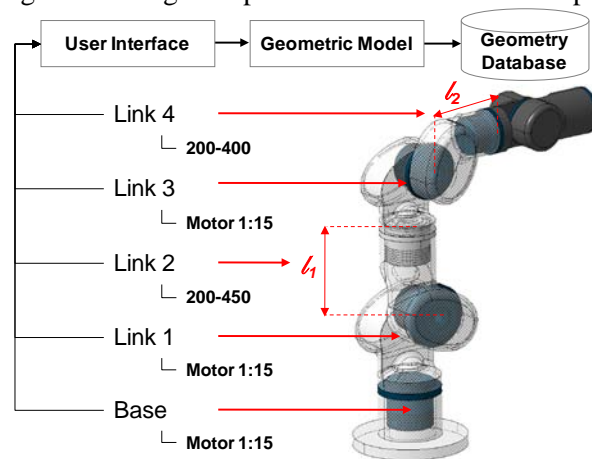 User Interface
Geometric Model
Geometry
Database
Link 4
200-400
Link 3
Motor 1:15
Link 2
200-450
Link 1
Motor 1:15
Base
Motor 1:15
l2
l1